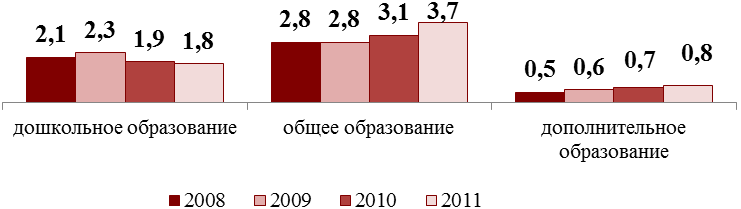 2,1 2,3 1,9 1,8 2,8 2,8 3,1 3,7 0,5 0,6 0,7 0,8
дошкольное образование общее образование дополнительное
образование
2008 2009 2010 2011